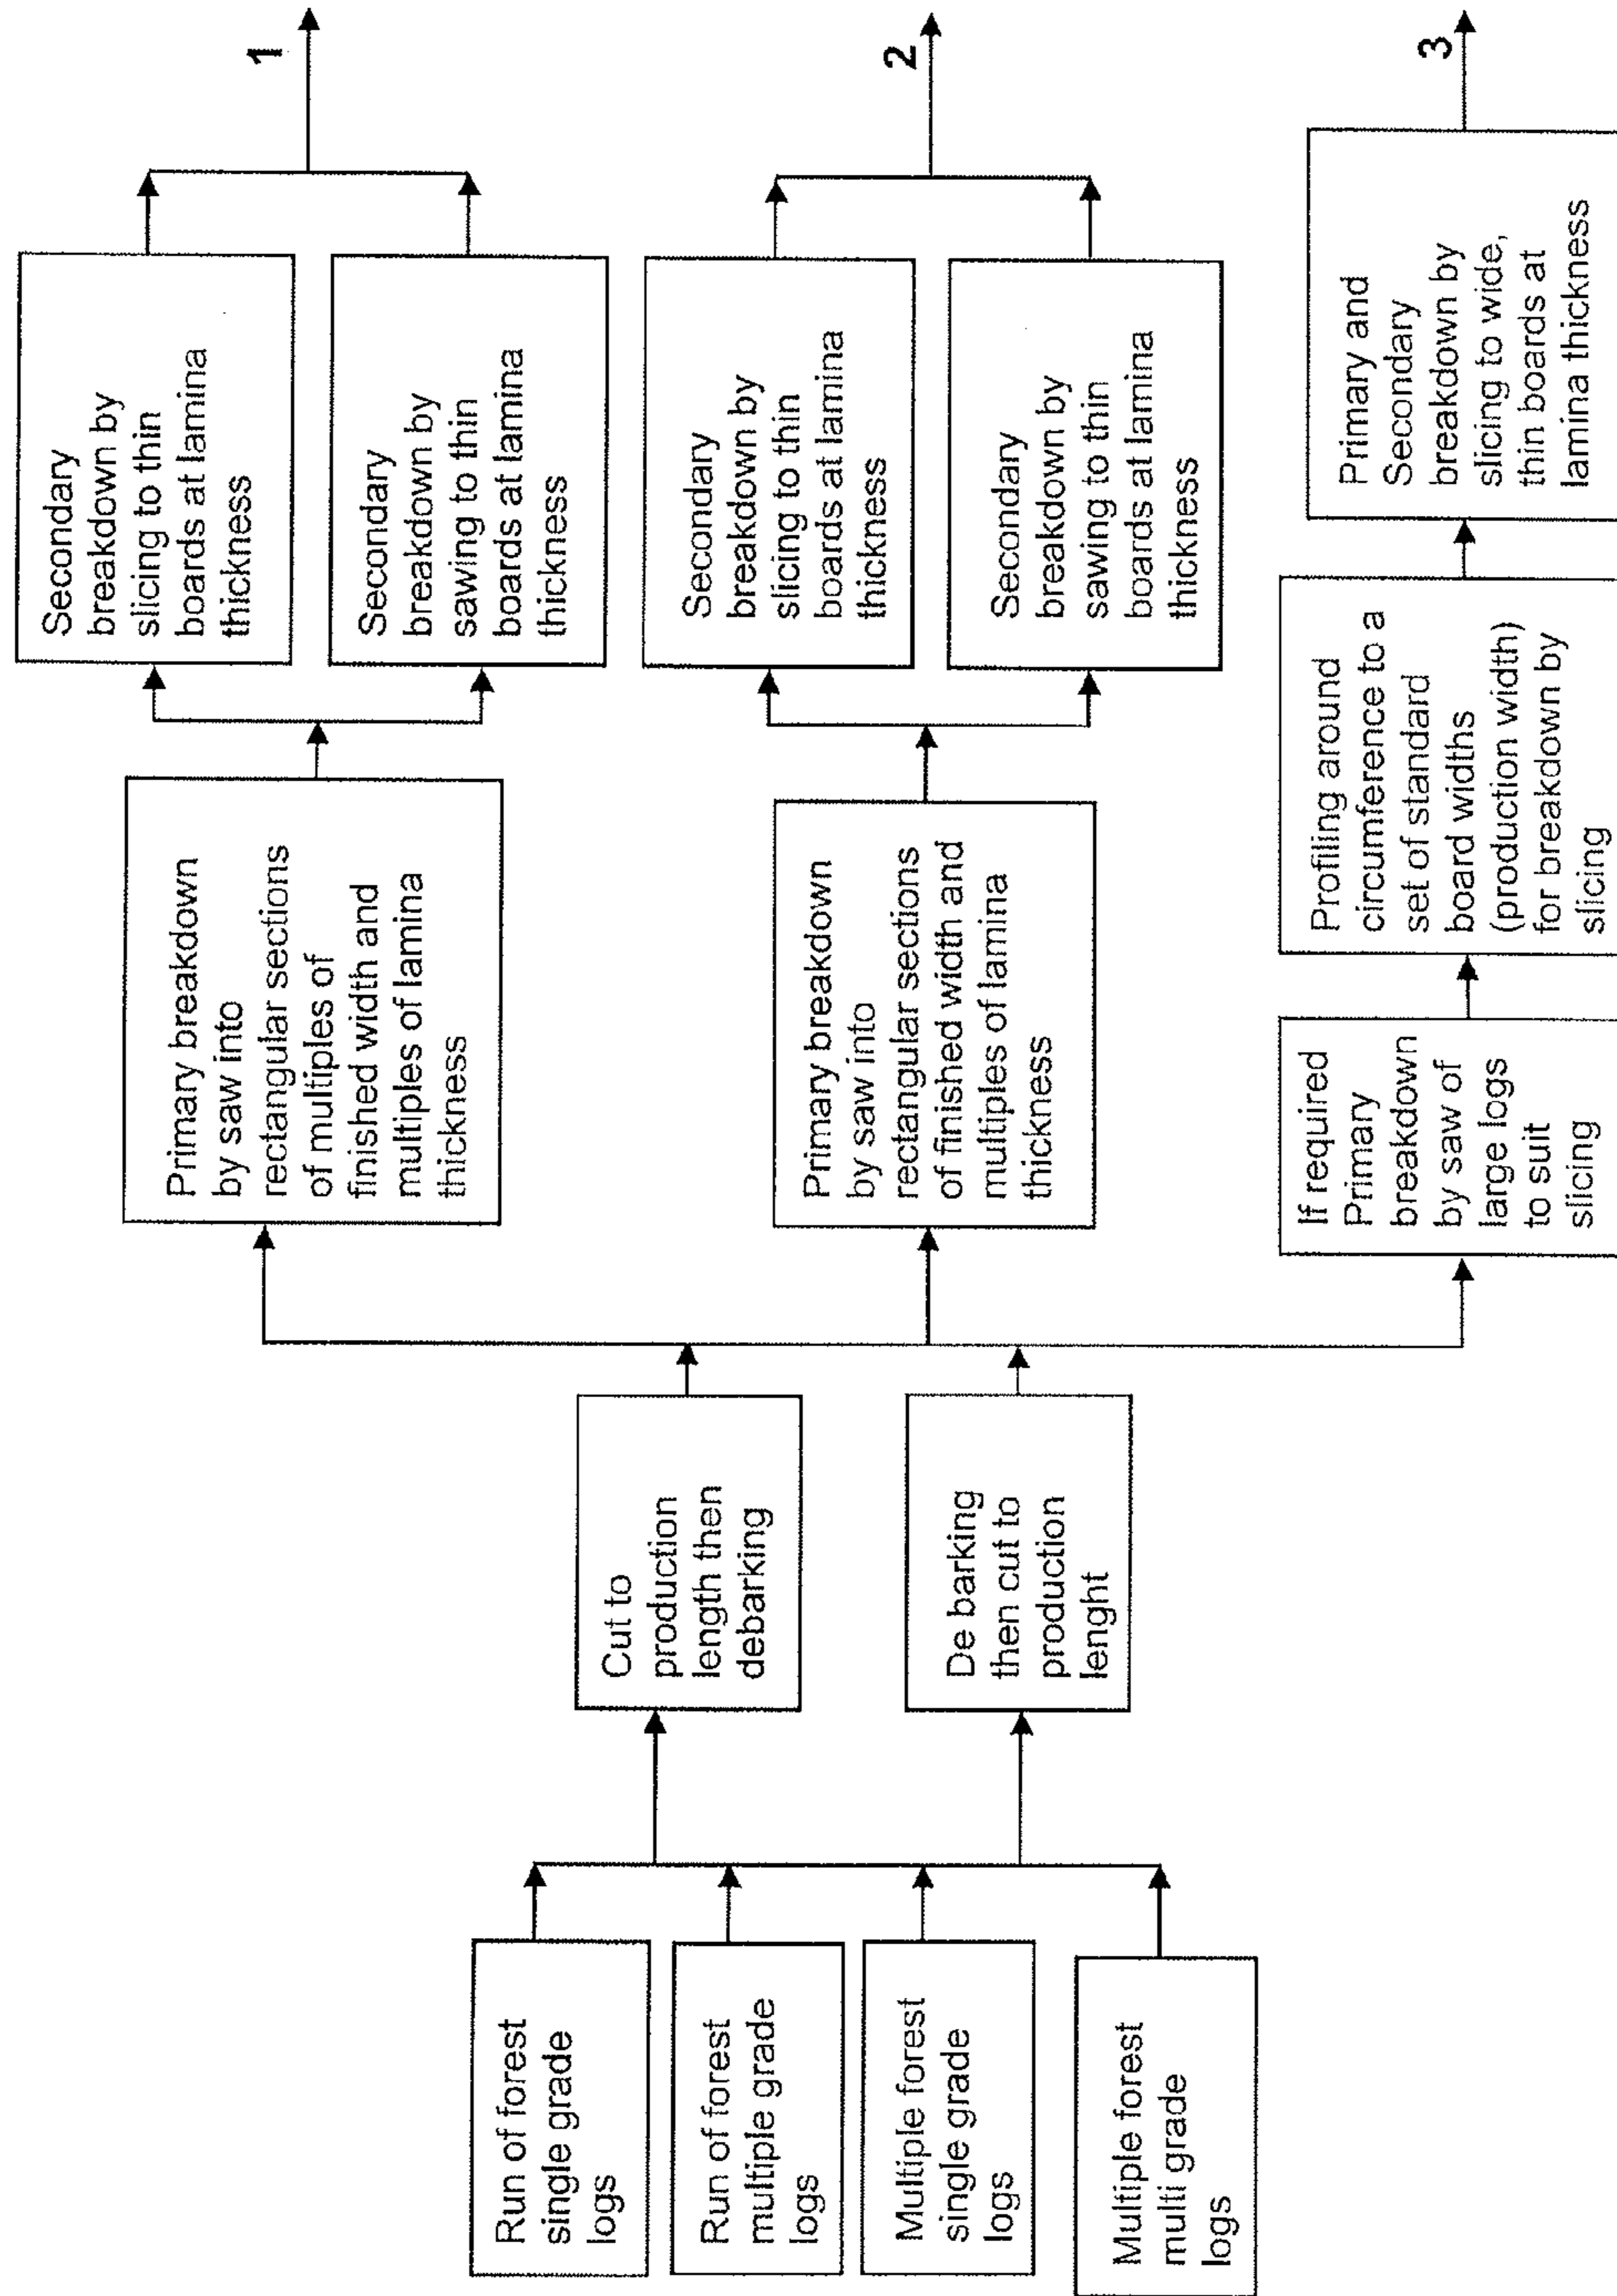 Run of forest
single grade
logs
Run of forest
multiple grade
logs
Multiple forest
single grade
logs
Multiple forest
multi grade
logs
Cut to
production
length then
debarking
De barking
then cut to
production
lenght
Primary breakdown
by saw into
rectangular sections
of multiples of
finished width and
multiples of lamina
thickness
Primary breakdown
by saw into
rectangular sections
of finished width and
multiples of lamina
thickness
If required
Primary
breakdown
by saw of
large logs
to suit
slicing
Profiling around
circumference to a
set of standard
board widths
(production width)
for breakdown by
slicing
Secondary
breakdown by
slicing to thin
boards at lamina
thickness
Secondary
breakdown by
sawing to thin
boards at lamina
thickness
Secondary
breakdown by
slicing to thin
boards at lamina
thickness
Secondary
breakdown by
sawing to thin
boards at lamina
thickness
Primary and
Secondary
breakdown by
slicing to wide,
thin boards at
lamina thickness
1
2
3